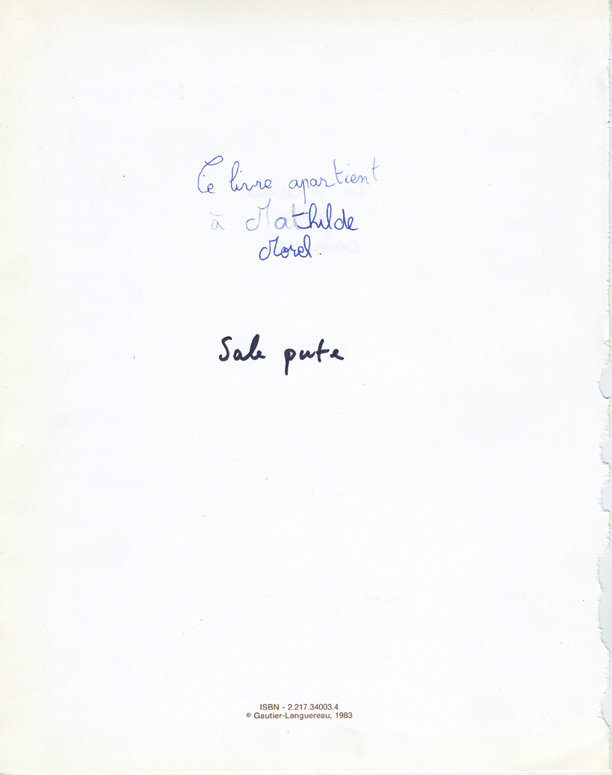 Ce livre apartient
à Mathilde
Morel.
Sale pute
ISBN - 2.217.34003.4
© Gautier-Languereau, 1983